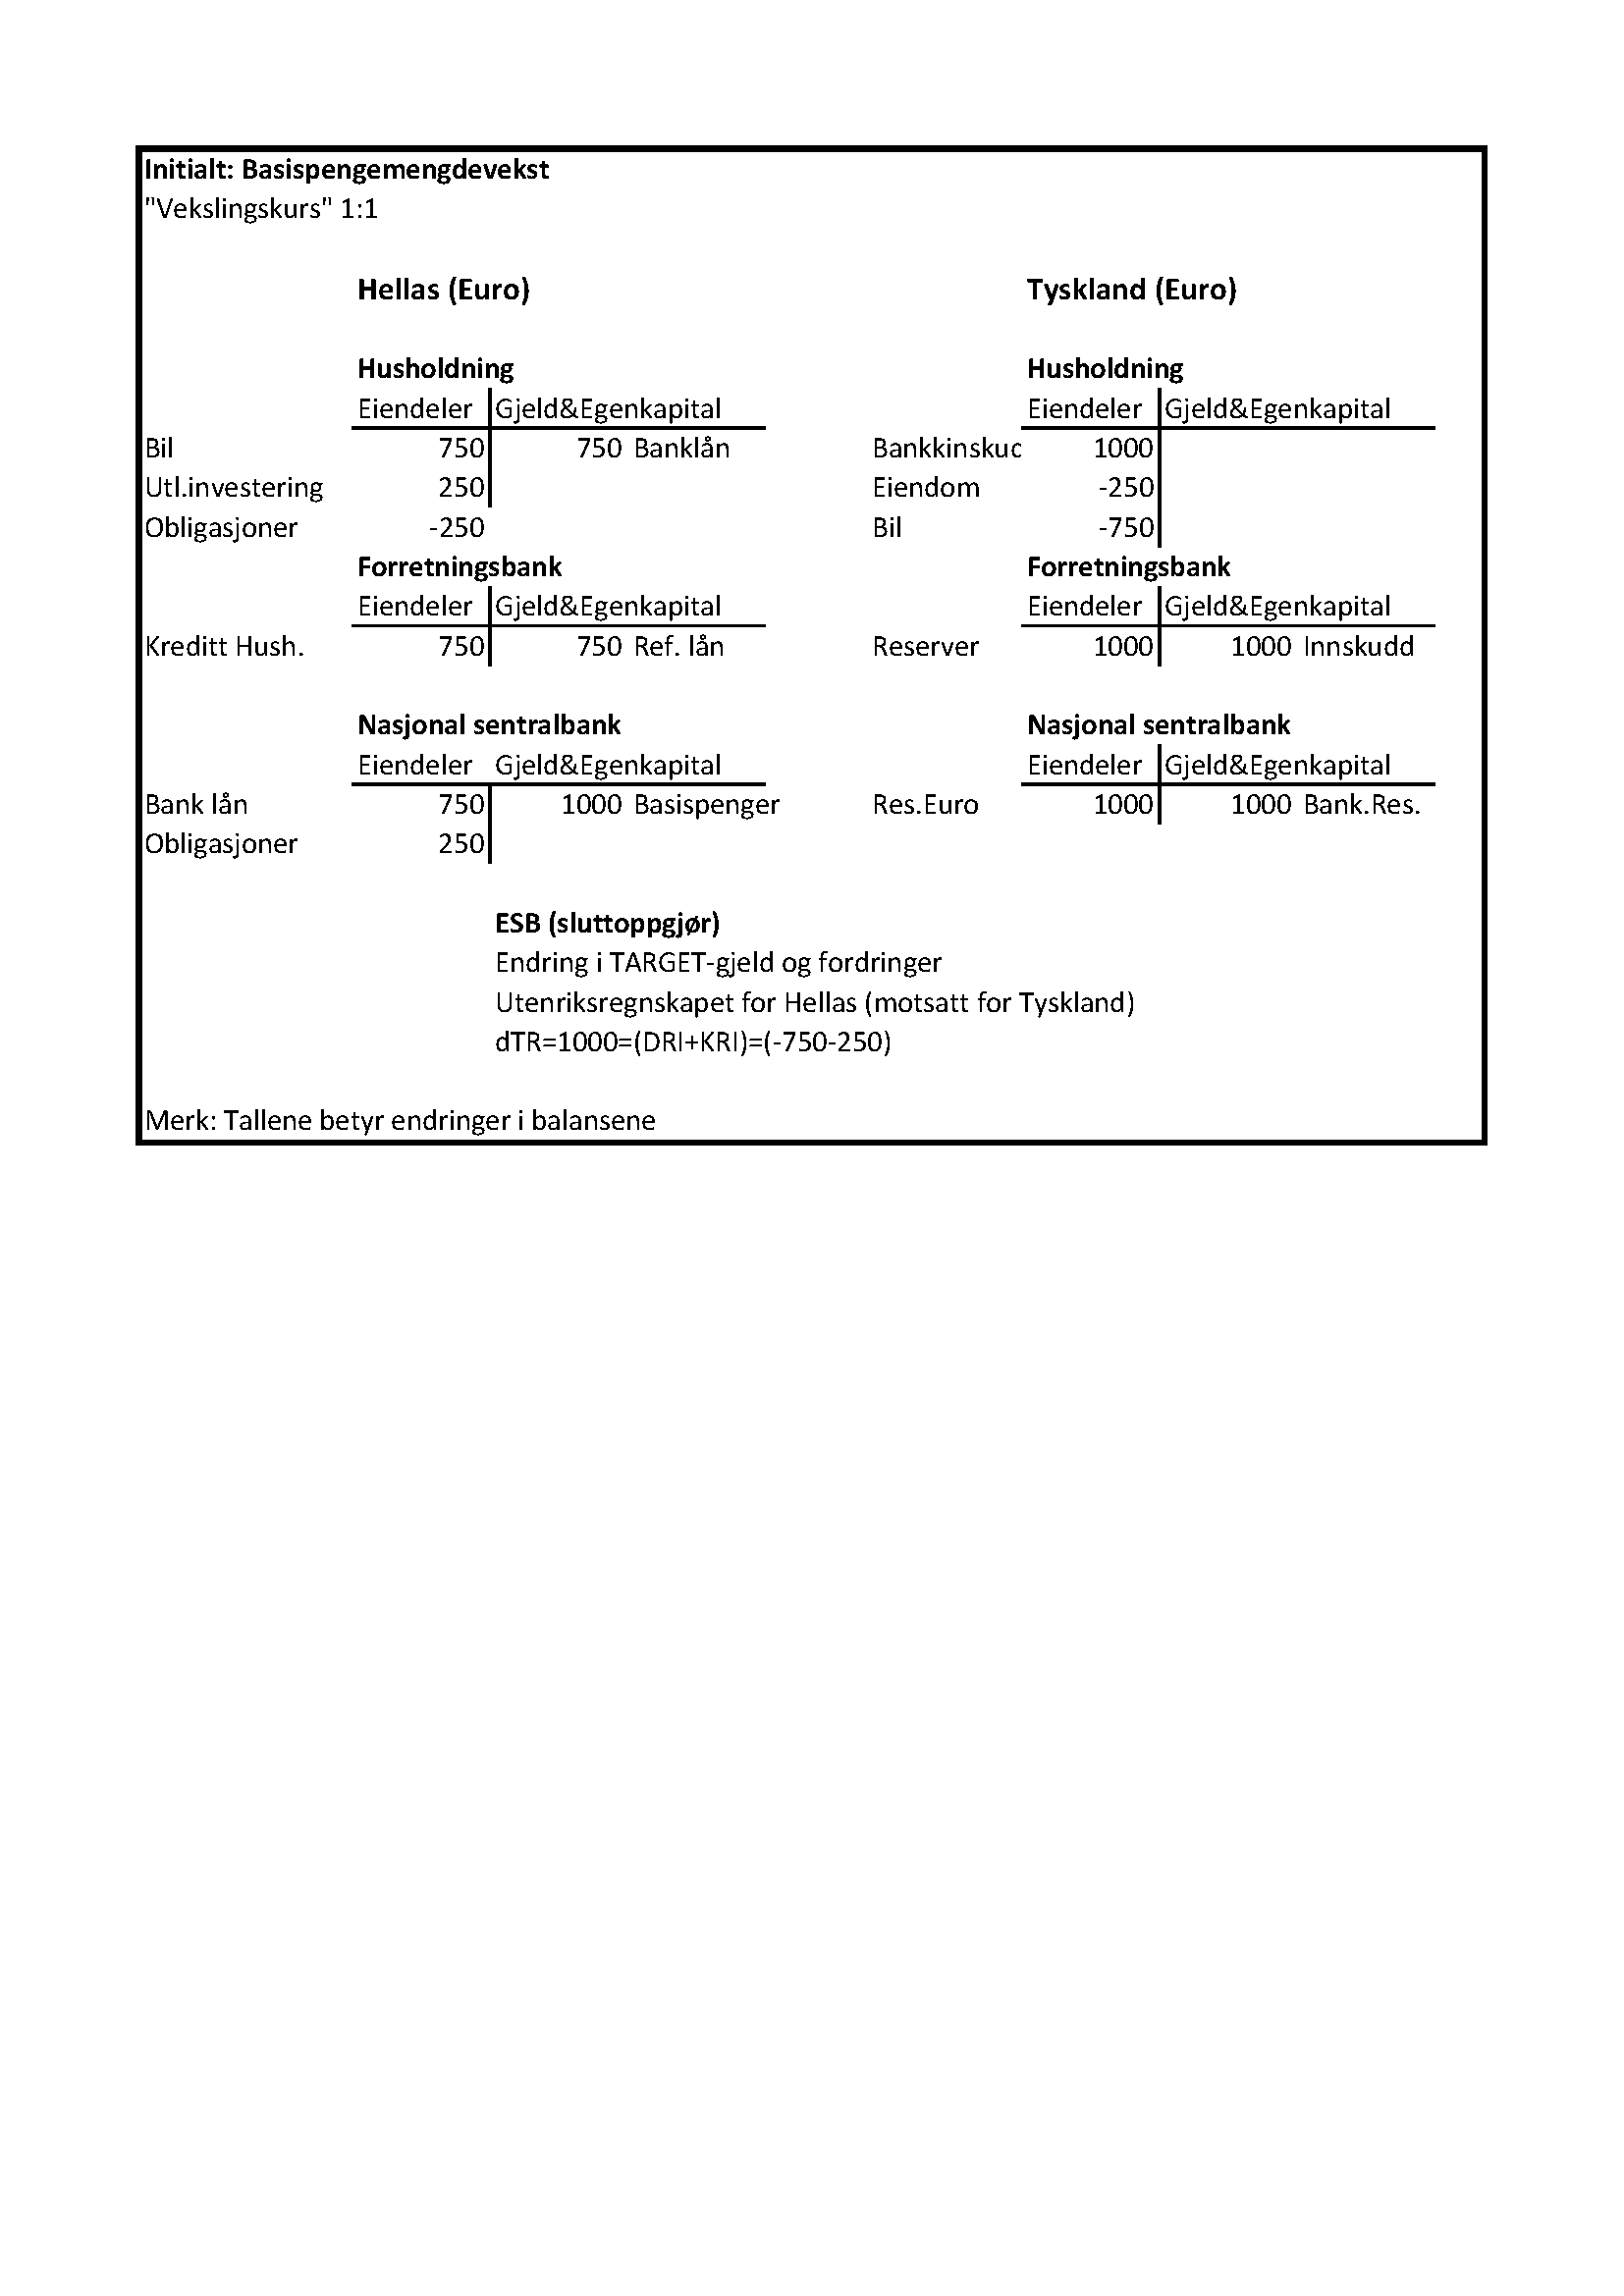 Initialt: Basispengemengdevekst
"Vekslingskurs" 1:1
Hellas (Euro) Tyskland (Euro)
Husholdning Husholdning
Eiendeler Gjeld&Egenkapital Eiendeler Gjeld&Egenkapital
Bil 750 750 Banklån Bankkinskud 1000
Utl.investering 250 Eiendom -250
Obligasjoner -250 Bil -750
Forretningsbank Forretningsbank
Eiendeler Gjeld&Egenkapital Eiendeler Gjeld&Egenkapital
Kreditt Hush. 750 750 Ref. lån Reserver 1000 1000 Innskudd
Nasjonal sentralbank Nasjonal sentralbank
Eiendeler Gjeld&Egenkapital Eiendeler Gjeld&Egenkapital
Bank lån 750 1000 Basispenger Res.Euro 1000 1000 Bank.Res.
Obligasjoner 250
ESB (sluttoppgjør)
Endring i TARGET-gjeld og fordringer
Utenriksregnskapet for Hellas (motsatt for Tyskland)
dTR=1000=(DRI+KRI)=(-750-250)
Merk: Tallene betyr endringer i balansene